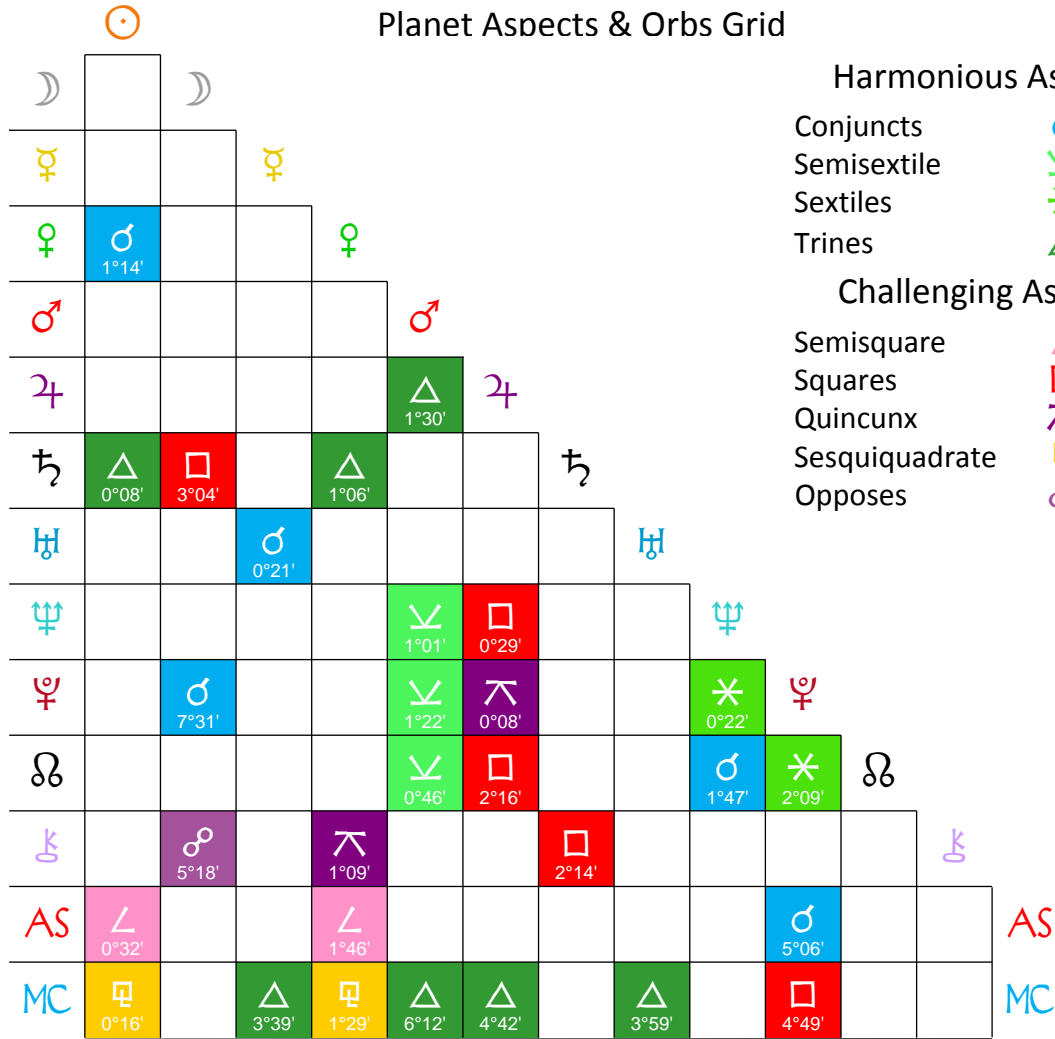 Planet Aspects & Orbs Grid
Harmonious As
Conjuncts
Semisextile
Sextiles
Trines
Challenging As
Semisquare
Squares
Quincunx
Sesquiquadrate
Opposes
☉
☽ ☽
☿ ☿
♀ 1°14' ♀
♂ ♂
♃ 1°30' ♃
♄ 0°08' 3°04' 1°06' ♄
♅ 0°21' ♅
♆ 1°01' 0°29' ♆
♇ 7°31' 1°22' 0°08' 0°22' ♇
☊ 0°46' 2°16' 1°47' 2°09' ☊
⚷ 5°18' 1°09' 2°14' ⚷
AS 0°32' 1°46' 5°06' AS
MC 0°16' 3°39' 1°29' 6°12' 4°42' 3°59' 4°49' MC